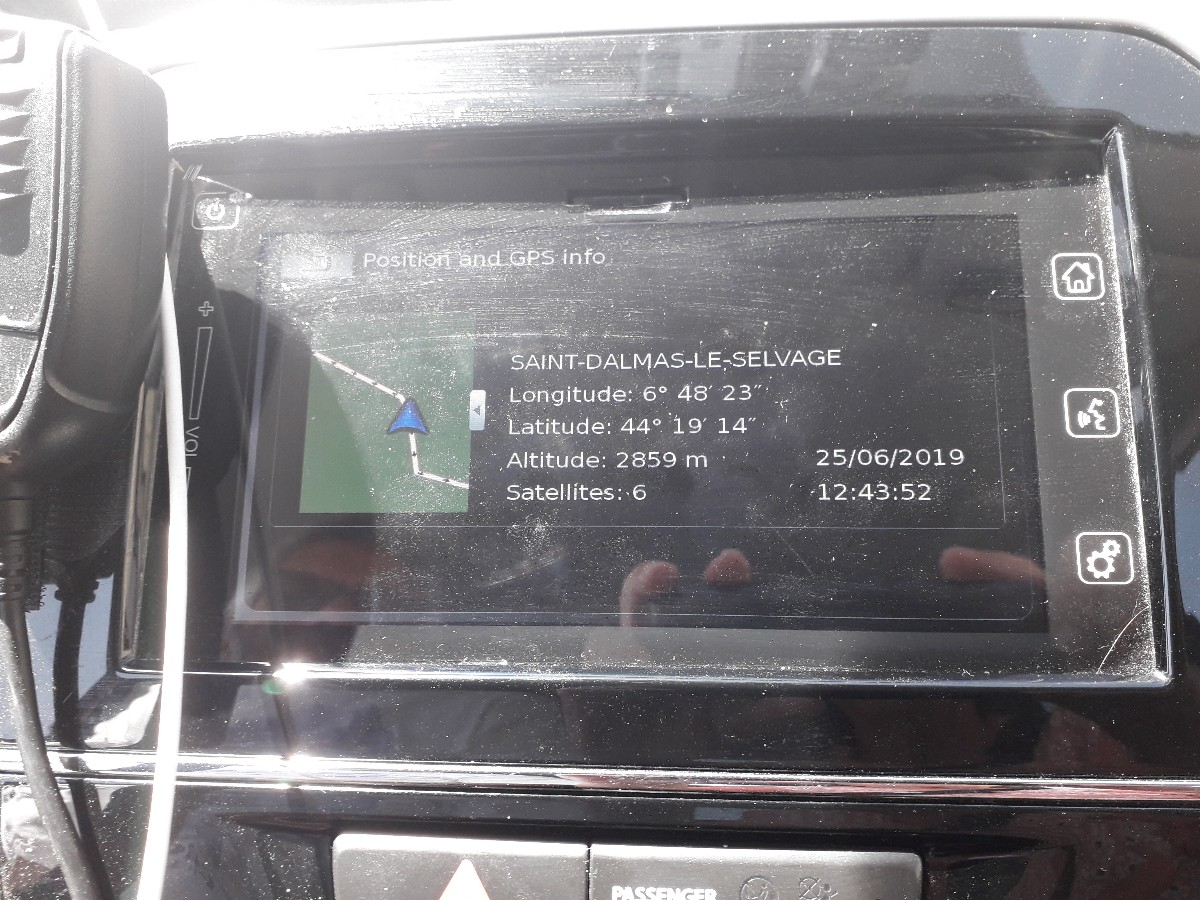 Position and GPS info
SAINT-DALMAS-LE-SELVAGE
Longitude: 6° 48′ 23″
Latitude: 44° 19′ 14″
Altitude: 2859 m
25/06/2019
Satellites: 6
12:43:52
+
VOL
PASSENGER